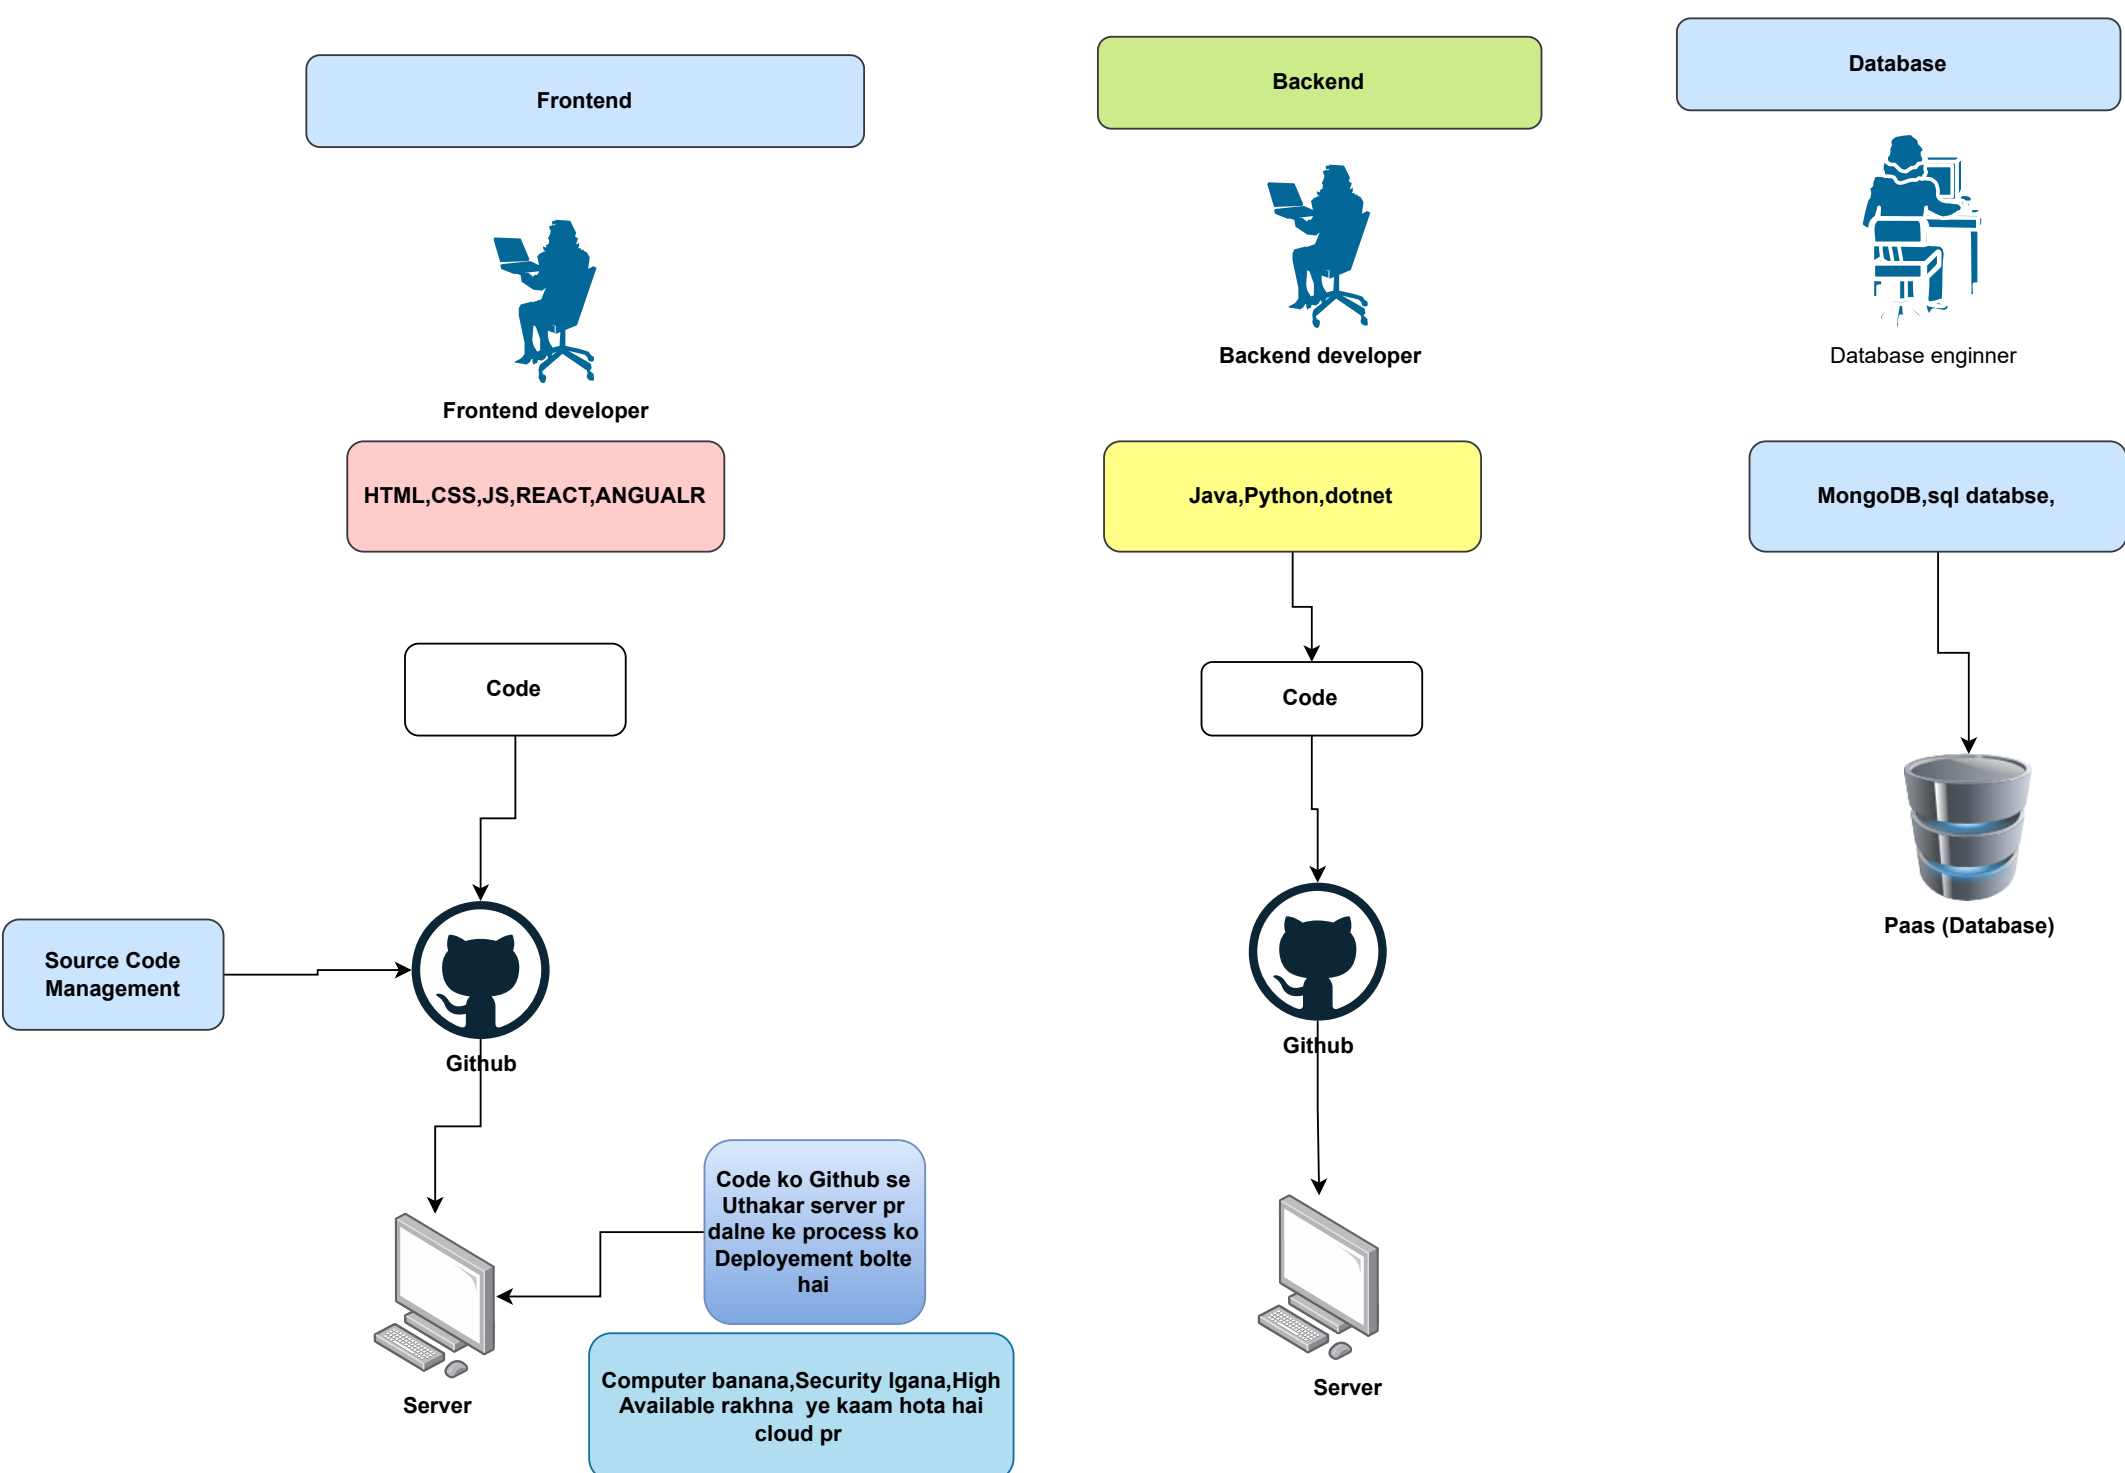 Frontend
Backend
Database
Frontend developer
Backend developer
Database enginner
HTML,CSS,JS,REACT,ANGUALR
Java,Python,dotnet
MongoDB,sql databse,
Code
Code
Source Code
Management
Github
Github
Paas (Database)
Code ko Github se
Uthakar server pr
dalne ke process ko
Deployement bolte
hai
Server
Server
Computer banana,Security lgana,High
Available rakhna  ye kaam hota hai
cloud pr